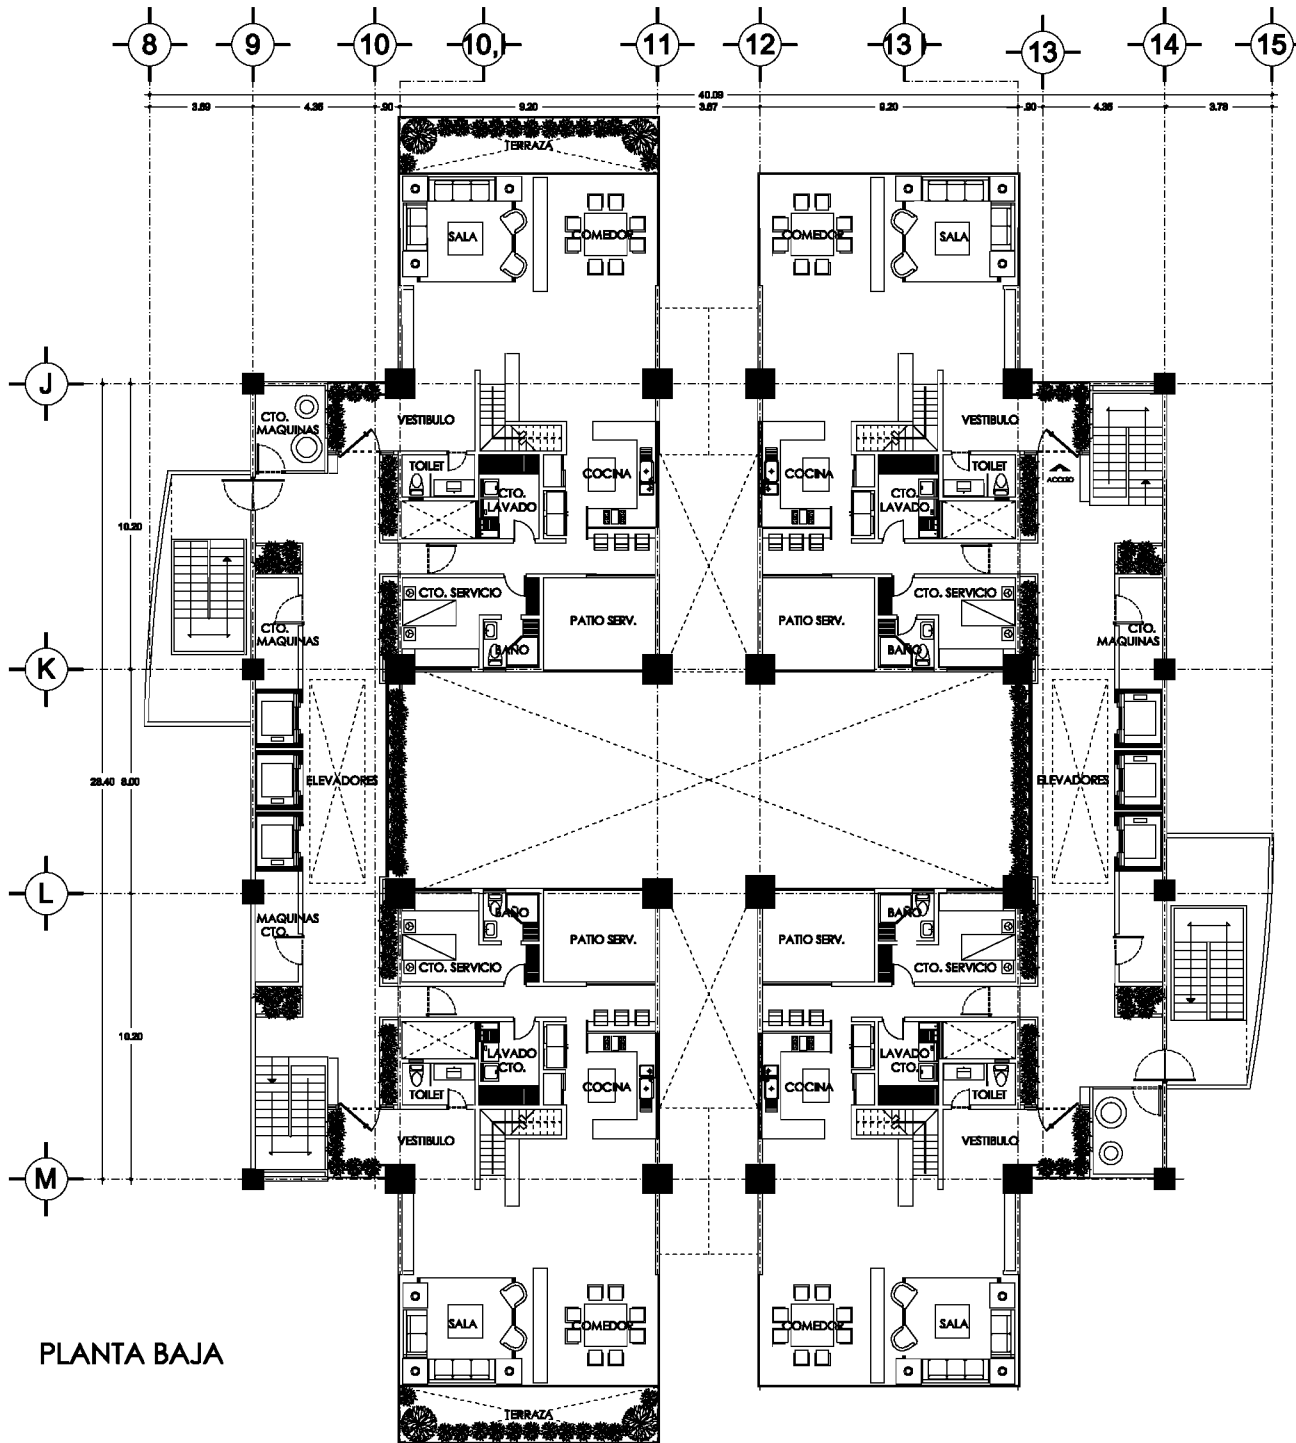 8 9 10 10, 11 12 13 13 14 15
40.09
3.69 4.35 .90 9.20 3.67 9.20 .90 4.35 3.78
TERRAZA
SALA COMEDOR COMEDOR SALA
J
CTO.
MAQUINAS
VESTIBULO VESTIBULO
TOILET COCINA COCINA TOILET
ACCESO
CTO.
LAVADO
CTO.
LAVADO
10.20
CTO. SERVICIO CTO. SERVICIO
PATIO SERV. PATIO SERV.
CTO.
MAQUINAS
CTO.
MAQUINAS
BAÑO BAÑO
K
28.40 8.00
ELEVADORES ELEVADORES
L
MAQUINAS
CTO.
BAÑO BAÑO
PATIO SERV. PATIO SERV.
CTO. SERVICIO CTO. SERVICIO
10.20
LAVADO
CTO.
LAVADO
CTO.
TOILET COCINA COCINA TOILET
VESTIBULO VESTIBULO
M
SALA COMEDOR COMEDOR SALA
PLANTA BAJA
TERRAZA